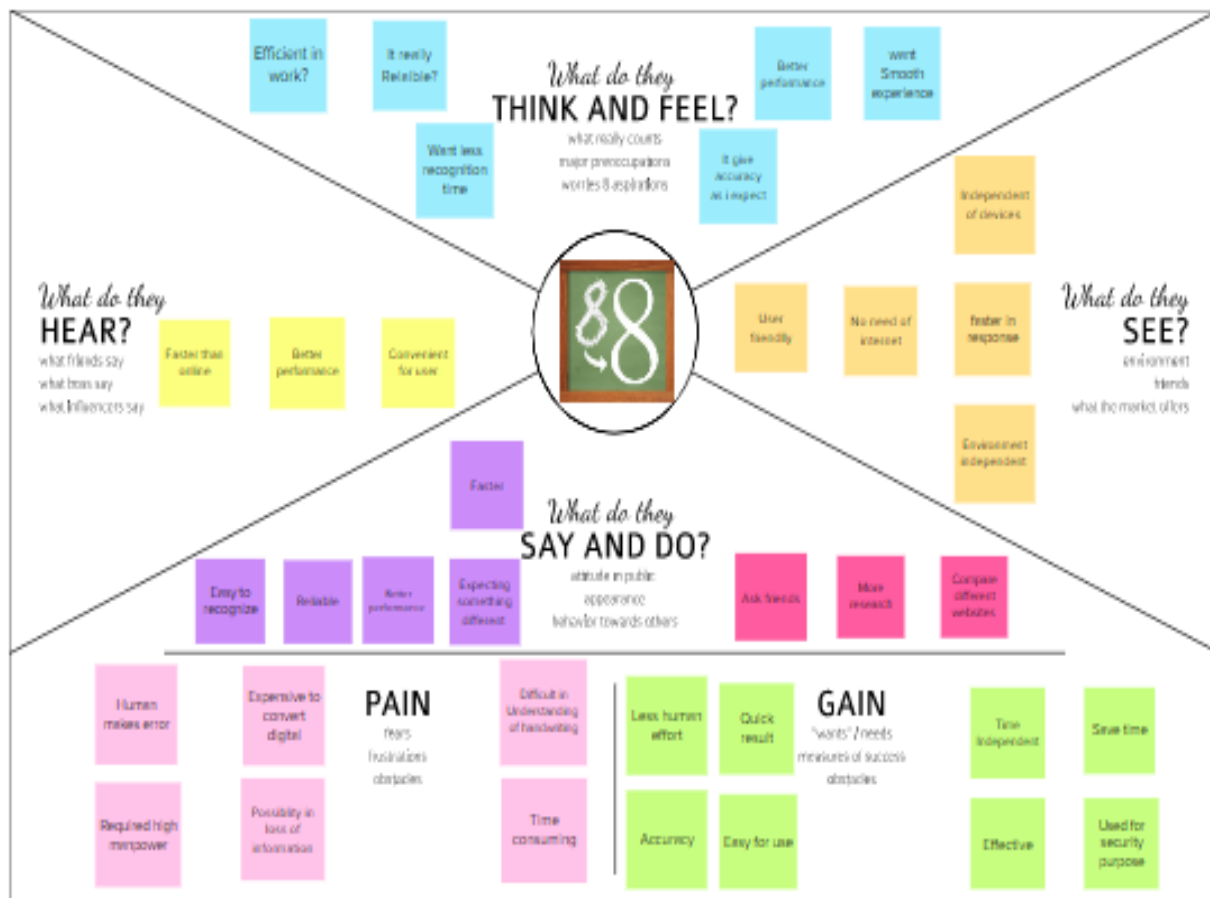 Efficient in
work?
It really
Relaible?
What do they
THINK AND FEEL?
what really counts
major preoccupations
worries & aspirations
Better
performance
want
Smooth
experience
Want less
recognition
time
It give
accuracy
as i expect
What do they
HEAR?
what friends say
what boss say
what influencers say
Faster than
online
Better
performance
Convenient
for user
Independent
of devices
User
friendly
No need of
internet
faster in
response
Environment
independent
What do they
SEE?
environment
friends
what the market offers
8 8
Faster
What do they
SAY AND DO?
attitude in public
appearance
behavior towards others
Easy to
recognize
Reliable
Better
performance
Expecting
something
different
Ask friends
More
research
Compare
different
websites
PAIN
fears
frustrations
obstacles
Human
makes error
Expensive to
convert
digital
Difficult in
Understanding
of handwriting
Required high
manpower
Possiblity in
loss of
information
Time
consuming
GAIN
"wants" / needs
measures of success
obstacles
Less human
effort
Quick
result
Time
Independent
Save time
Accuracy
Easy for use
Effective
Used for
security
purpose